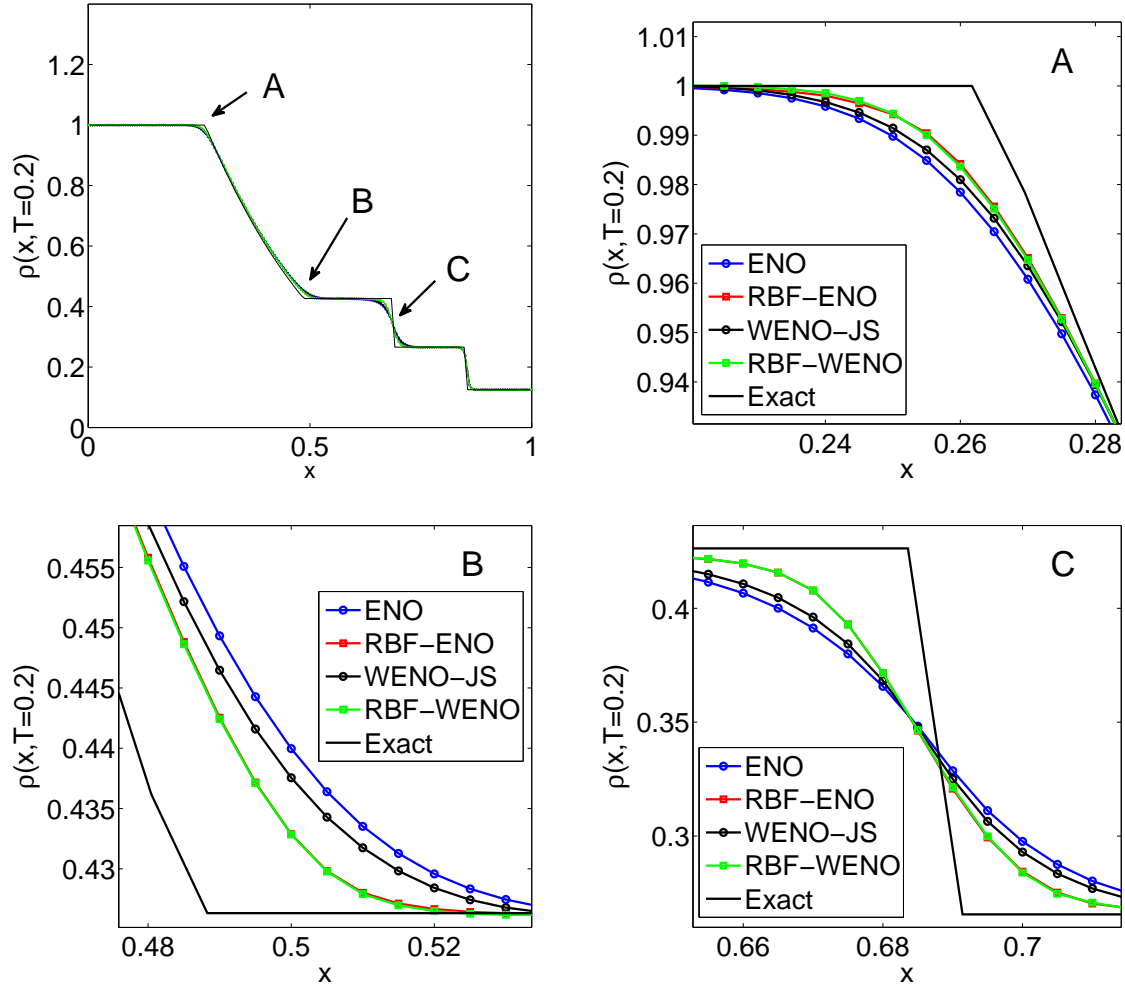 1.2
1
0.8
0.6
0.4
0.2
0
0
0.5
1
x
ρ(x,T=0.2)
A
B
C
1.01
1
0.99
0.98
0.97
0.96
0.95
0.94
0.24
0.26
0.28
x
ρ(x,T=0.2)
A
ENO
RBF−ENO
WENO−JS
RBF−WENO
Exact
0.455
0.45
0.445
0.44
0.435
0.43
0.48
0.5
0.52
x
ρ(x,T=0.2)
B
ENO
RBF−ENO
WENO−JS
RBF−WENO
Exact
0.4
0.35
0.3
0.66
0.68
0.7
x
ρ(x,T=0.2)
C
ENO
RBF−ENO
WENO−JS
RBF−WENO
Exact